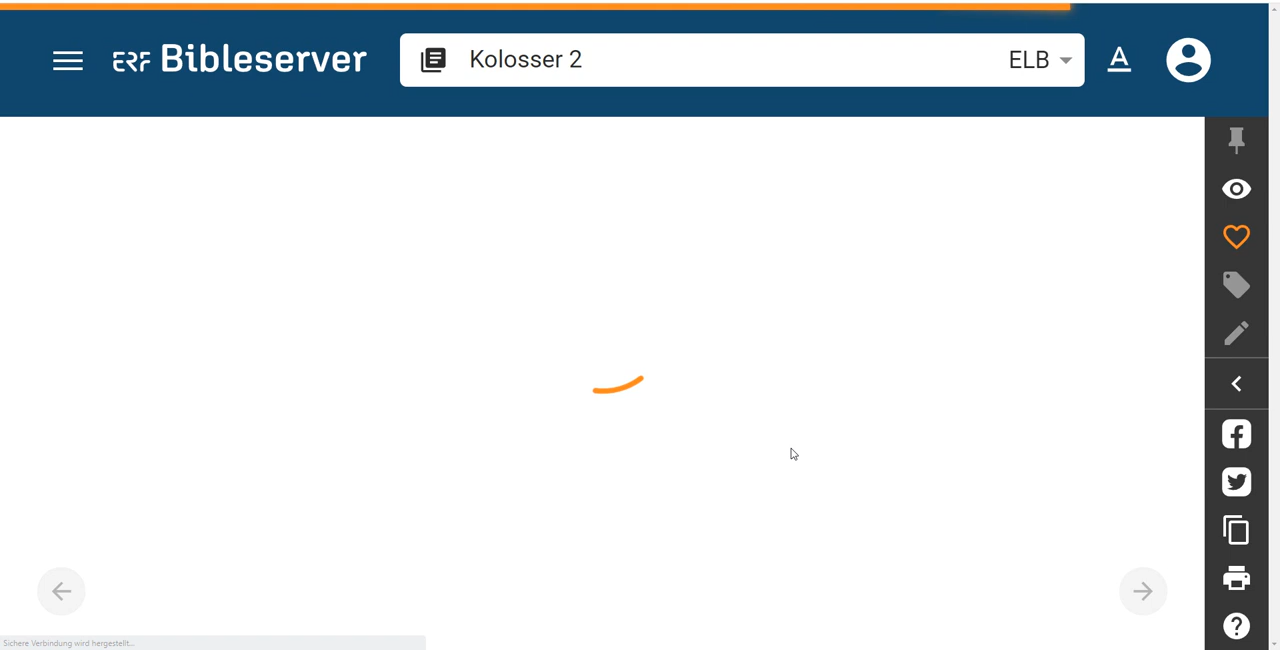 ERF Bibleserver
Kolosser 2
ELB
A
Sichere Verbindung wird hergestellt...